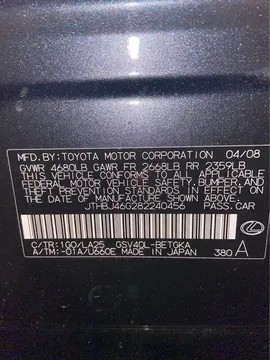 MFD. BY: TOYOTA MOTOR CORPORATION 04/08
GVWR 4680LB GAWR FR 2668LB RR 2359LB
THIS VEHICLE CONFORMS TO ALL APPLICABLE
FEDERAL MOTOR VEHICLE SAFETY, BUMPER,
AND THEFT PREVENTION STANDARDS IN EFFECT
ON THE DATE OF MANUFACTURE SHOWN ABOVE.
JTHBJ46G282240456 PASS.CAR
C/TR:1G0/LA25 GSV40L-BETGKA
A/TM:-01A/U660E MADE IN JAPAN 380 A